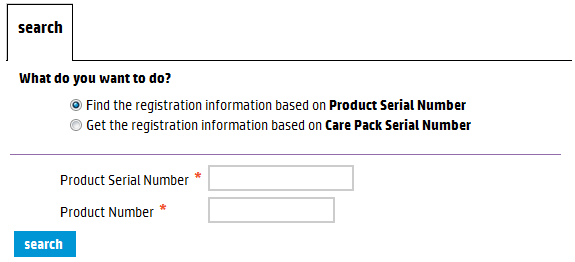 search
What do you want to do?
Find the registration information based on Product Serial Number
Get the registration information based on Care Pack Serial Number
Product Serial Number *
Product Number *
search